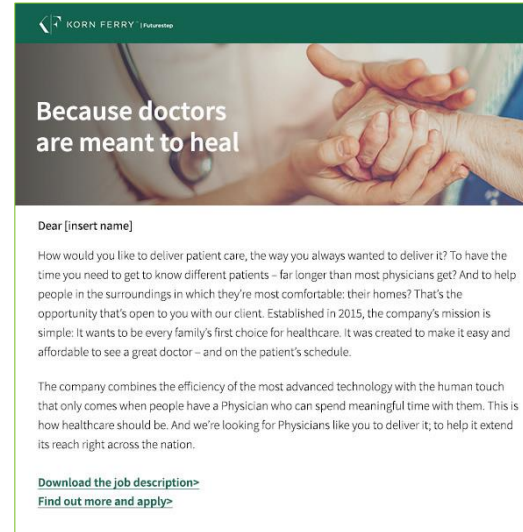 KORN FERRY™ | Futurestep
Because doctors
are meant to heal
Dear [insert name]
How would you like to deliver patient care, the way you always wanted to deliver it? To have the
time you need to get to know different patients – far longer than most physicians get? And to help
people in the surroundings in which they're most comfortable: their homes? That's the
opportunity that's open to you with our client. Established in 2015, the company's mission is
simple: It wants to be every family's first choice for healthcare. It was created to make it easy and
affordable to see a great doctor – and on the patient's schedule.
The company combines the efficiency of the most advanced technology with the human touch
that only comes when people have a Physician who can spend meaningful time with them. This is
how healthcare should be. And we're looking for Physicians like you to deliver it; to help it extend
its reach right across the nation.
Download the job description>
Find out more and apply>